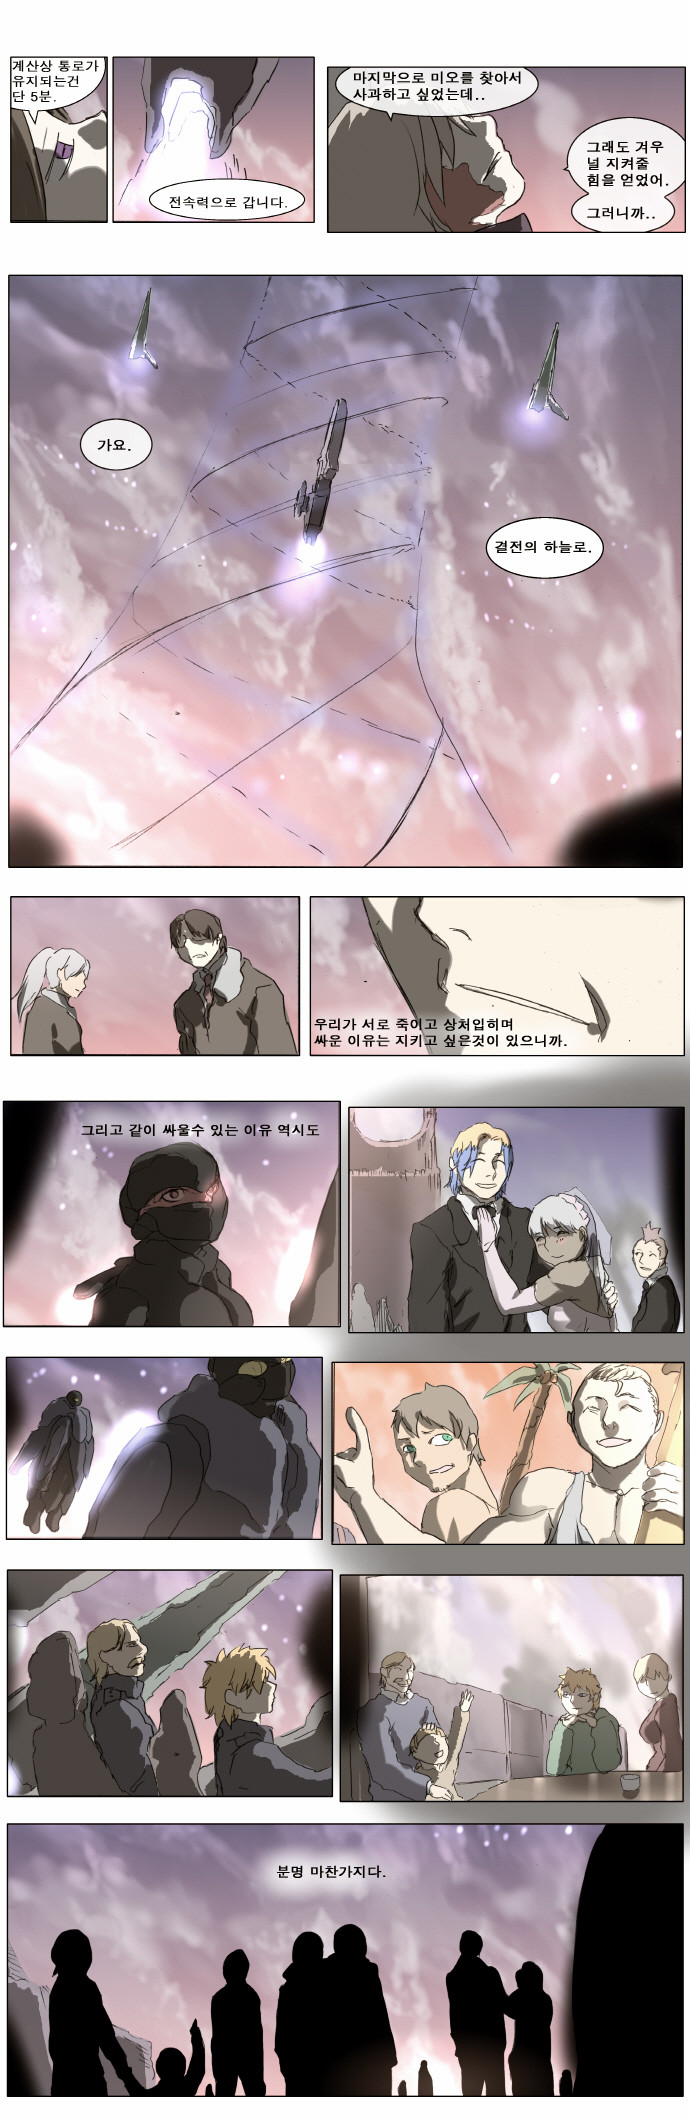 계산상 통로가
유지되는건
단 5분.
전속력으로 갑니다.
마지막으로 미오를 찾아서
사과하고 싶었는데..
그래도 겨우
널 지켜줄
힘을 얻었어.
그러니까..
가요.
결전의 하늘로.
우리가 서로 죽이고 상처입히며
싸운 이유는 지키고 싶은것이 있으니까.
그리고 같이 싸울수 있는 이유 역시도
분명 마찬가지다.